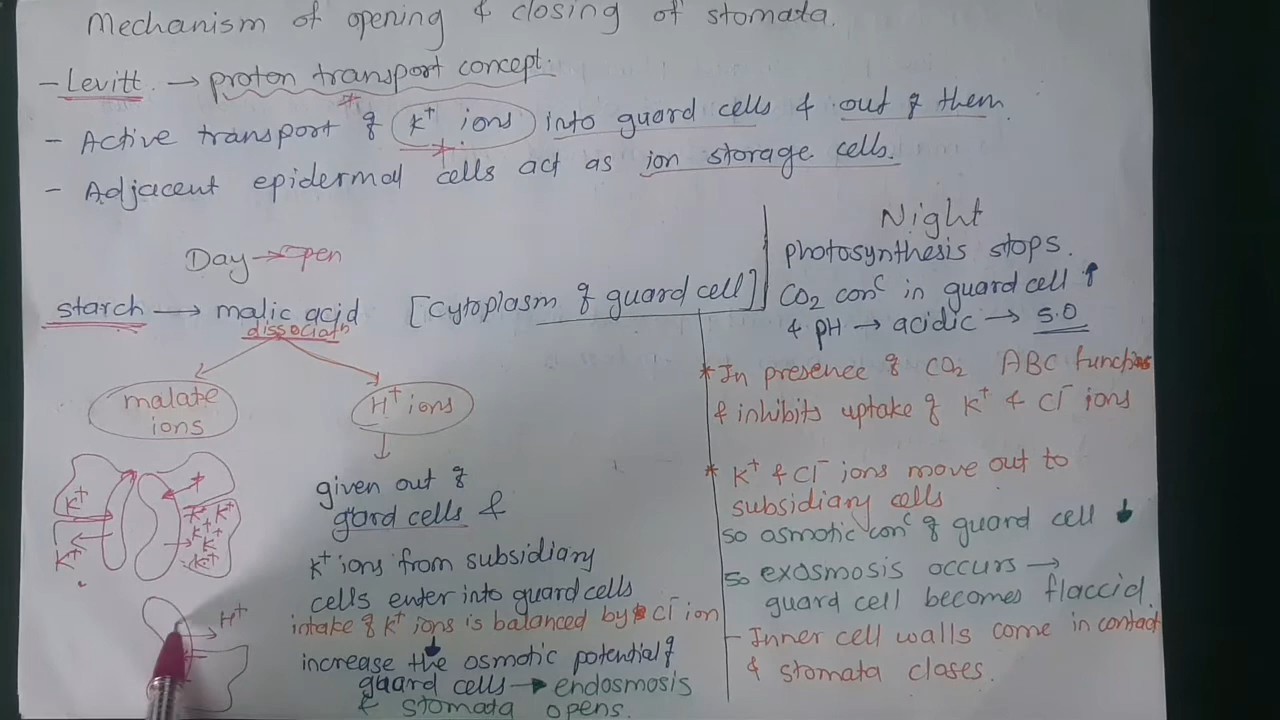 Mechanism of opening & closing of stomata.
- Levitt → proton transport concept.
- Active transport of K+ ions into guard cells & out of them.
- Adjacent epidermal cells act as ion storage cells.
Day → open
starch → malic acid [cytoplasm of guard cell]
dissociatn
malate ions
H+ ions
given out of
gard cells &
K+ ions from subsidiary
cells enter into guard cells
intake of K+ ions is balanced by Cl- ion
increase the osmotic potential of
guard cells → endosmosis
& stomata opens.
K+
K+
K+ K+
K+
K
K+
H+
Night
photosynthesis stops.
CO2 conc in guard cell ↑
& pH → acidic → 5.0
* In presence of CO2 ABC functions
& inhibits uptake of K+ & Cl- ions
* K+ & Cl- ions move out to
subsidiary cells
so osmotic conc of guard cell ↓
so exosmosis occurs →
guard cell becomes flaccid.
- Inner cell walls come in contact
& stomata closes.